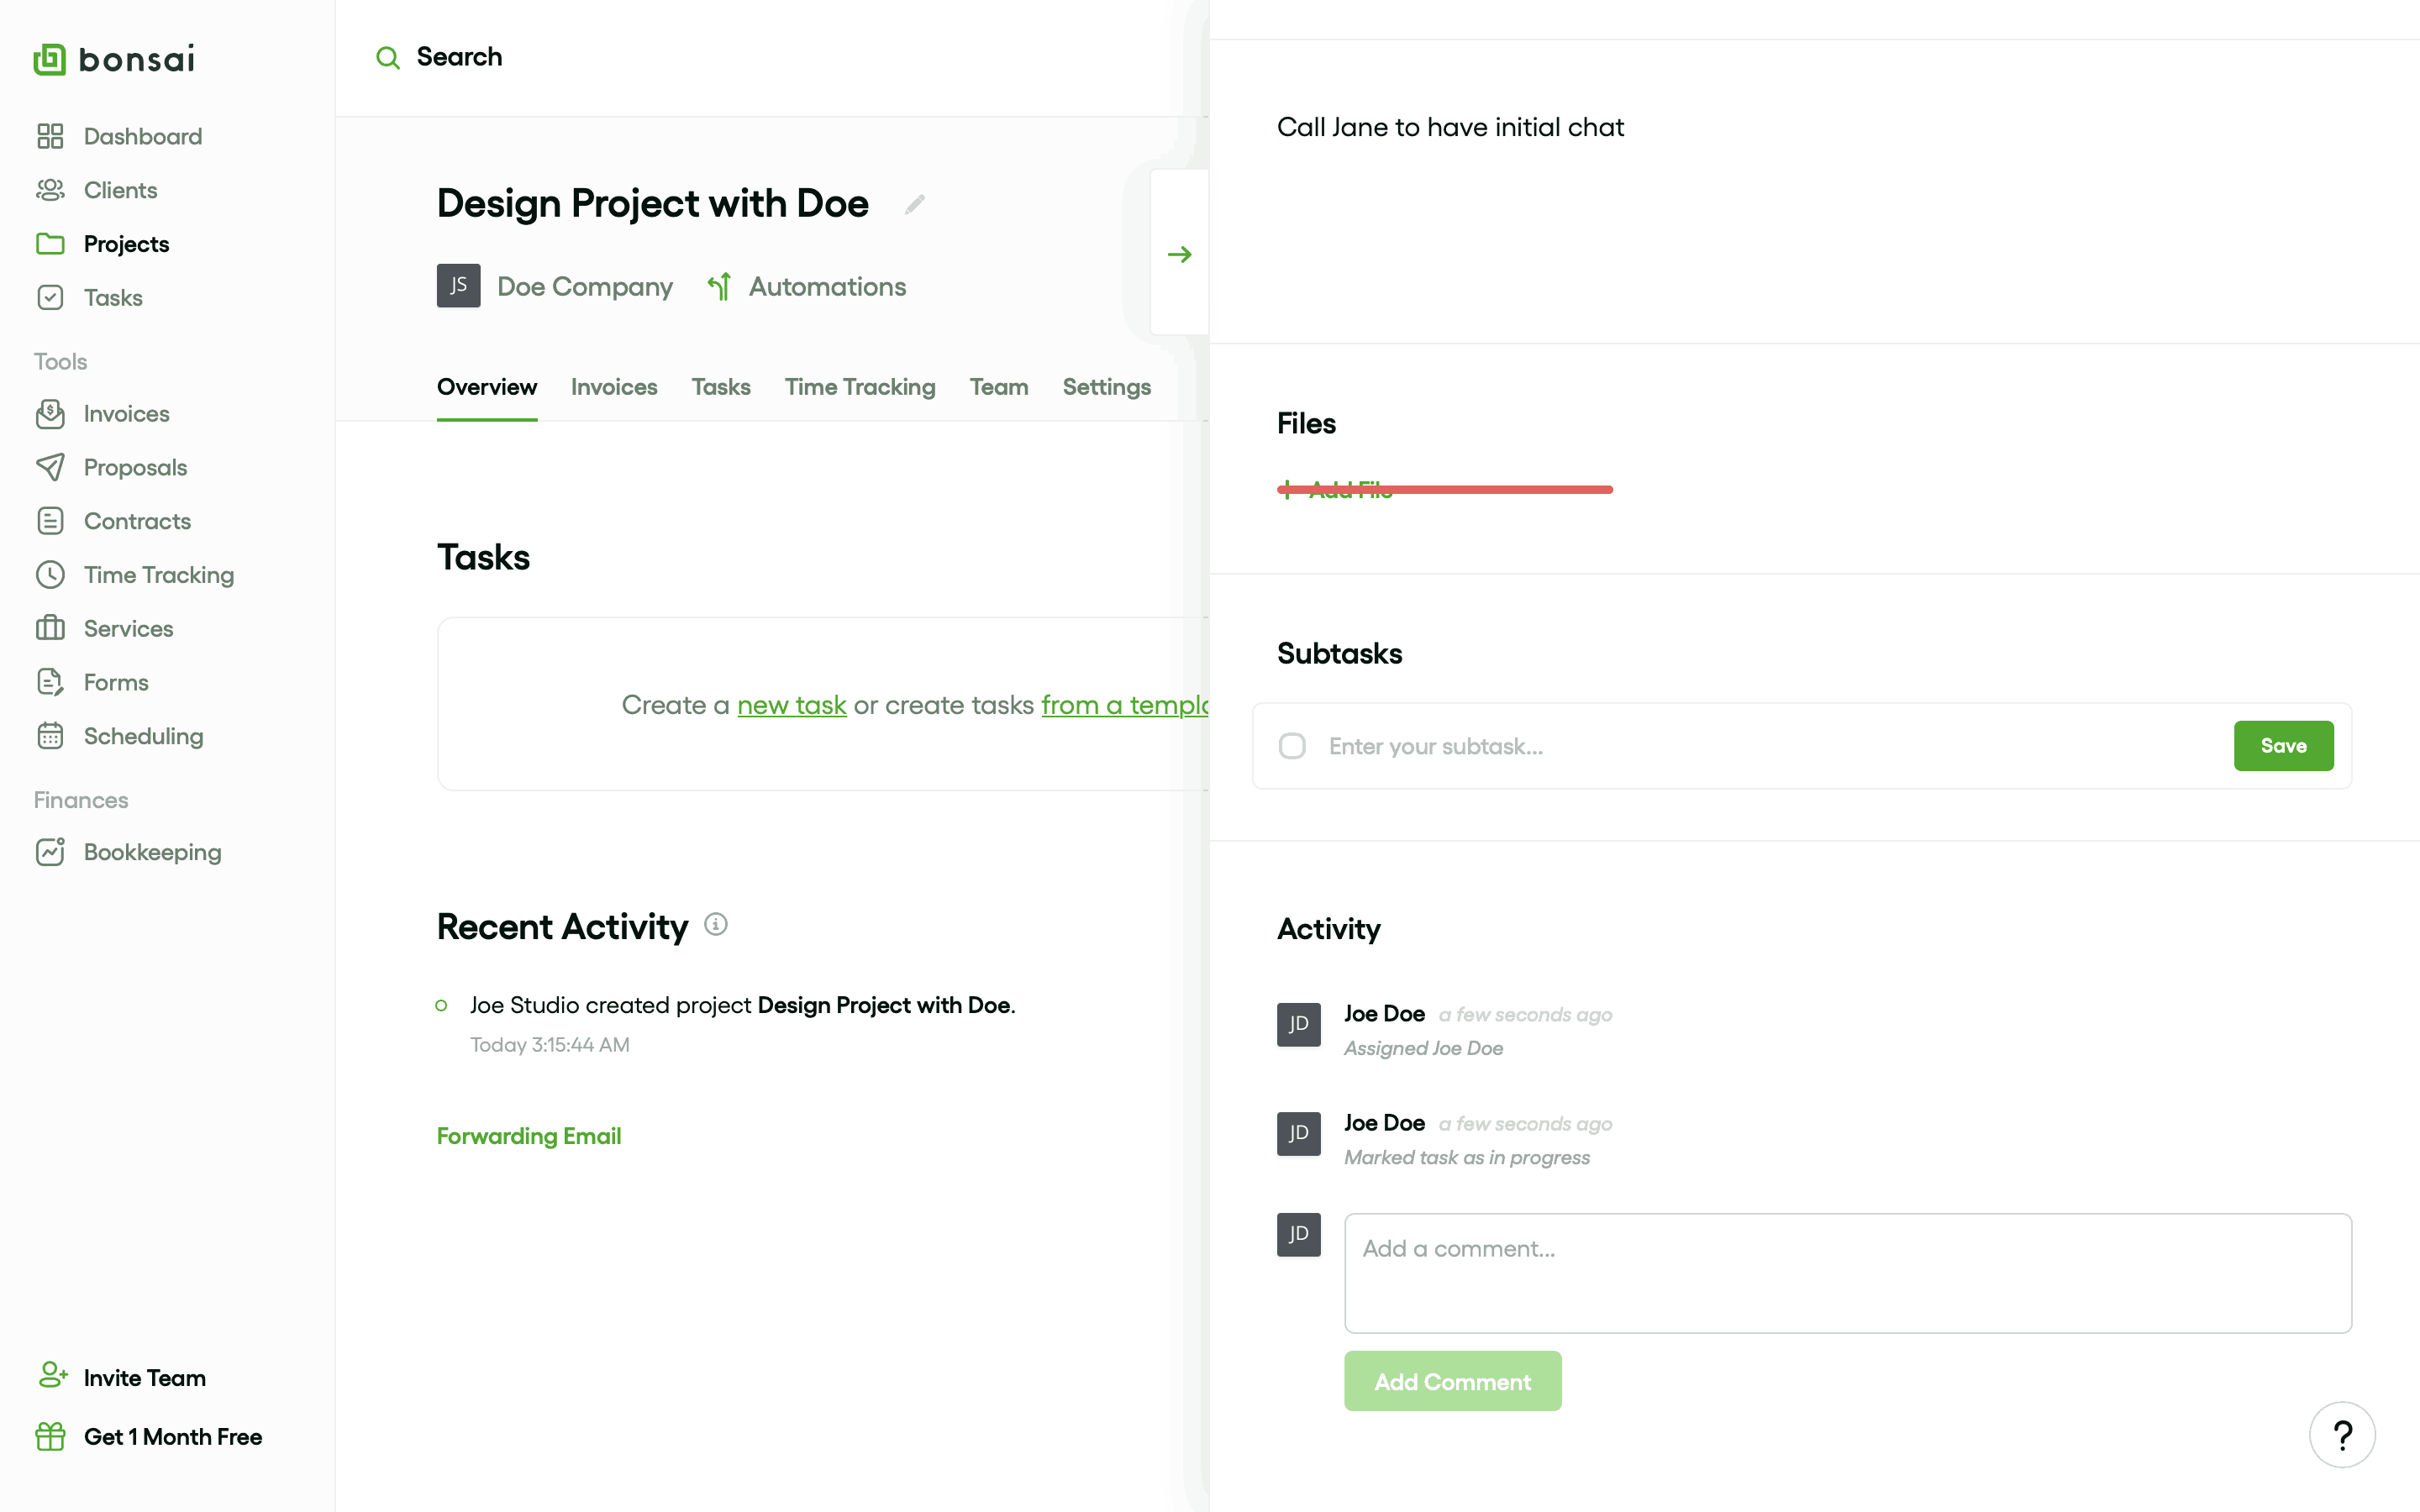 bonsai
Dashboard
Clients
Projects
Tasks
Tools
Invoices
Proposals
Contracts
Time Tracking
Services
Forms
Scheduling
Finances
Bookkeeping
Invite Team
Get 1 Month Free
Search
Design Project with Doe
JS Doe Company Automations
Overview Invoices Tasks Time Tracking Team Settings
Tasks
Create a new task or create tasks from a templ
Recent Activity
Joe Studio created project Design Project with Doe.
Today 3:15:44 AM
Forwarding Email
Call Jane to have initial chat
Files
+ Add File
Subtasks
Enter your subtask... Save
Activity
JD Joe Doe a few seconds ago
Assigned Joe Doe
JD Joe Doe a few seconds ago
Marked task as in progress
JD Add a comment...
Add Comment
?